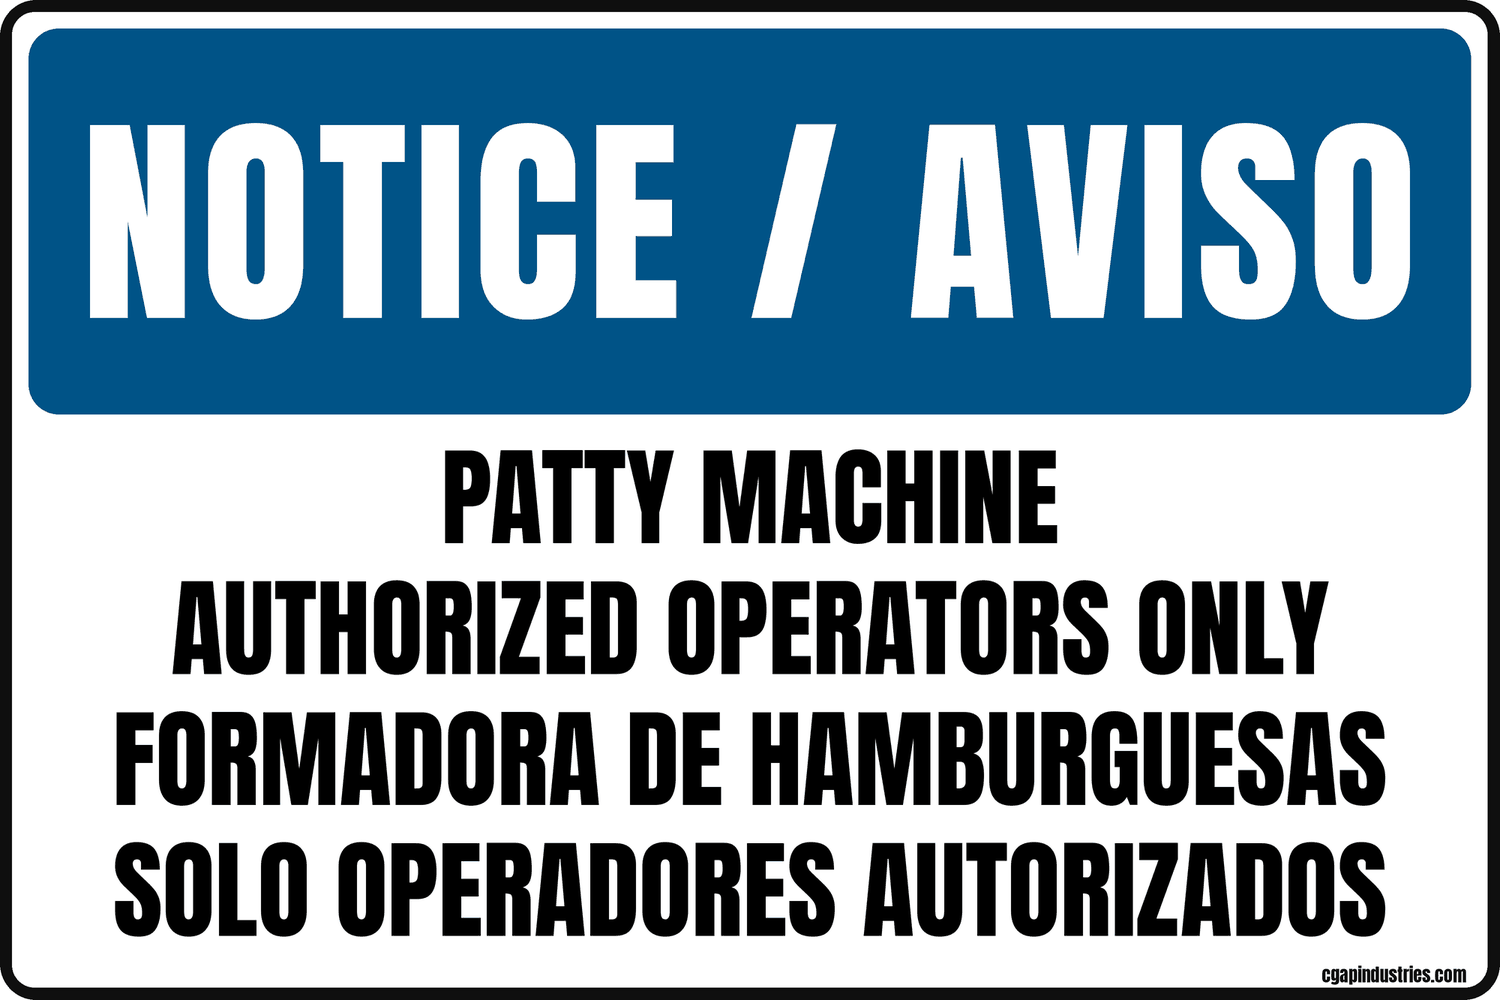 NOTICE / AVISO
PATTY MACHINE
AUTHORIZED OPERATORS ONLY
FORMADORA DE HAMBURGUESAS
SOLO OPERADORES AUTORIZADOS
cgapindustries.com